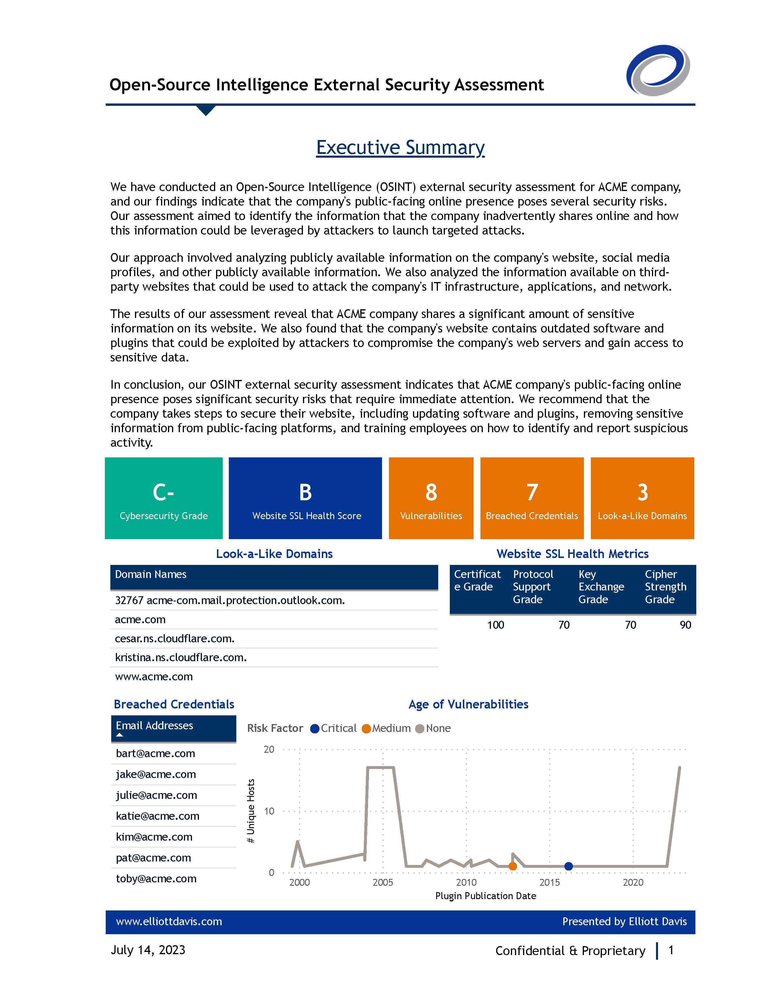 Open-Source Intelligence External Security Assessment
Executive Summary
We have conducted an Open-Source Intelligence (OSINT) external security assessment for ACME company,
and our findings indicate that the company's public-facing online presence poses several security risks.
Our assessment aimed to identify the information that the company inadvertently shares online and how
this information could be leveraged by attackers to launch targeted attacks.
Our approach involved analyzing publicly available information on the company's website, social media
profiles, and other publicly available information. We also analyzed the information available on third-
party websites that could be used to attack the company's IT infrastructure, applications, and network.
The results of our assessment reveal that ACME company shares a significant amount of sensitive
information on its website. We also found that the company's website contains outdated software and
plugins that could be exploited by attackers to compromise the company's web servers and gain access to
sensitive data.
In conclusion, our OSINT external security assessment indicates that ACME company's public-facing online
presence poses significant security risks that require immediate attention. We recommend that the
company takes steps to secure their website, including updating software and plugins, removing sensitive
information from public-facing platforms, and training employees on how to identify and report suspicious
activity.
C-
Cybersecurity Grade
B
Website SSL Health Score
8
Vulnerabilities
7
Breached Credentials
3
Look-a-Like Domains
Look-a-Like Domains
Domain Names
32767 acme-com.mail.protection.outlook.com.
acme.com
cesar.ns.cloudflare.com.
kristina.ns.cloudflare.com.
www.acme.com
Website SSL Health Metrics
Certificat Protocol Key Cipher
e Grade Support Exchange Strength
Grade Grade Grade
100 70 70 90
Breached Credentials
Email Addresses
bart@acme.com
jake@acme.com
julie@acme.com
katie@acme.com
kim@acme.com
pat@acme.com
toby@acme.com
Age of Vulnerabilities
Risk Factor Critical Medium None
# Unique Hosts
20
10
0
2000 2005 2010 2015 2020
Plugin Publication Date
www.elliottdavis.com Presented by Elliott Davis
July 14, 2023 Confidential & Proprietary 1